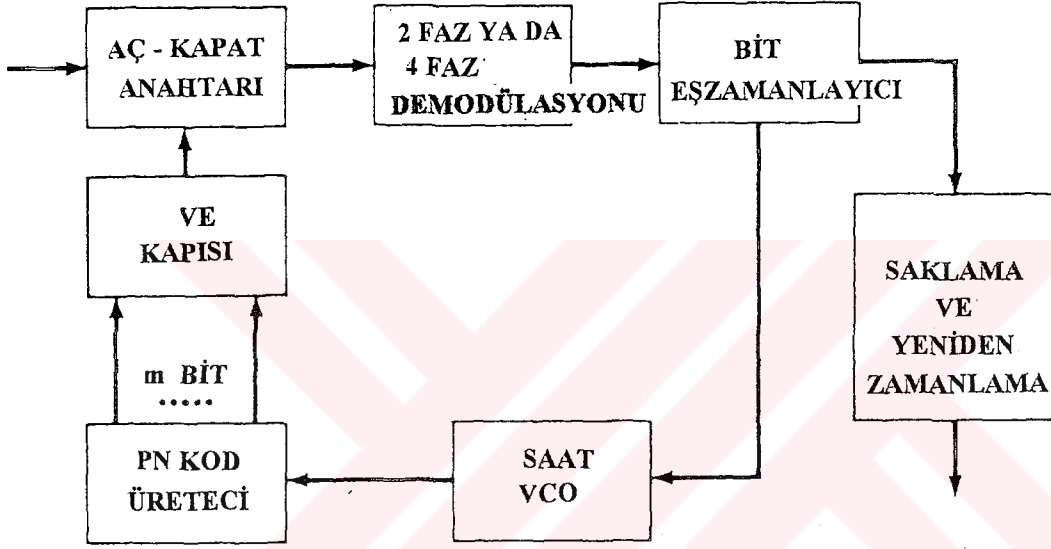 AÇ - KAPAT
ANAHTARI
2 FAZ YA DA
4 FAZ
DEMODÜLASYONU
BİT
EŞZAMANLAYICI
VE
KAPISI
SAKLAMA
VE
YENİDEN
ZAMANLAMA
m BİT
.....
PN KOD
ÜRETECİ
SAAT
VCO